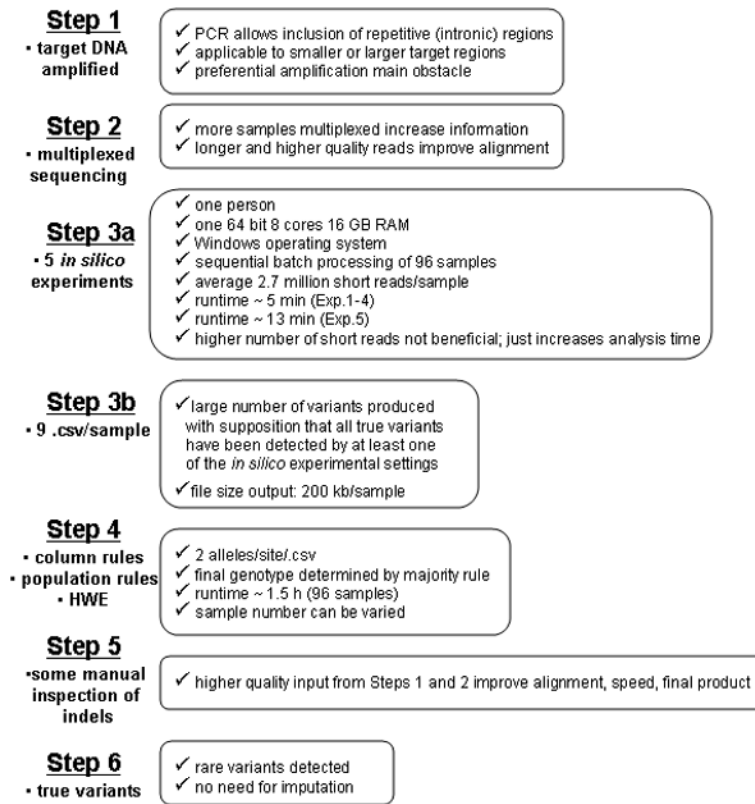 Step 1
▪ target DNA
amplified
✓ PCR allows inclusion of repetitive (intronic) regions
✓ applicable to smaller or larger target regions
✓ preferential amplification main obstacle
Step 2
▪ multiplexed
sequencing
✓ more samples multiplexed increase information
✓ longer and higher quality reads improve alignment
Step 3a
▪ 5 in silico
experiments
✓ one person
✓ one 64 bit 8 cores 16 GB RAM
✓ Windows operating system
✓ sequential batch processing of 96 samples
✓ average 2.7 million short reads/sample
✓ runtime ~ 5 min (Exp.1-4)
✓ runtime ~ 13 min (Exp.5)
✓ higher number of short reads not beneficial; just increases analysis time
Step 3b
▪ 9 .csv/sample
✓ large number of variants produced
with supposition that all true variants
have been detected by at least one
of the in silico experimental settings
✓ file size output: 200 kb/sample
Step 4
▪ column rules
▪ population rules
▪ HWE
✓ 2 alleles/site/.csv
✓ final genotype determined by majority rule
✓ runtime ~ 1.5 h (96 samples)
✓ sample number can be varied
Step 5
▪some manual
inspection of
indels
✓ higher quality input from Steps 1 and 2 improve alignment, speed, final product
Step 6
▪ true variants
✓ rare variants detected
✓ no need for imputation